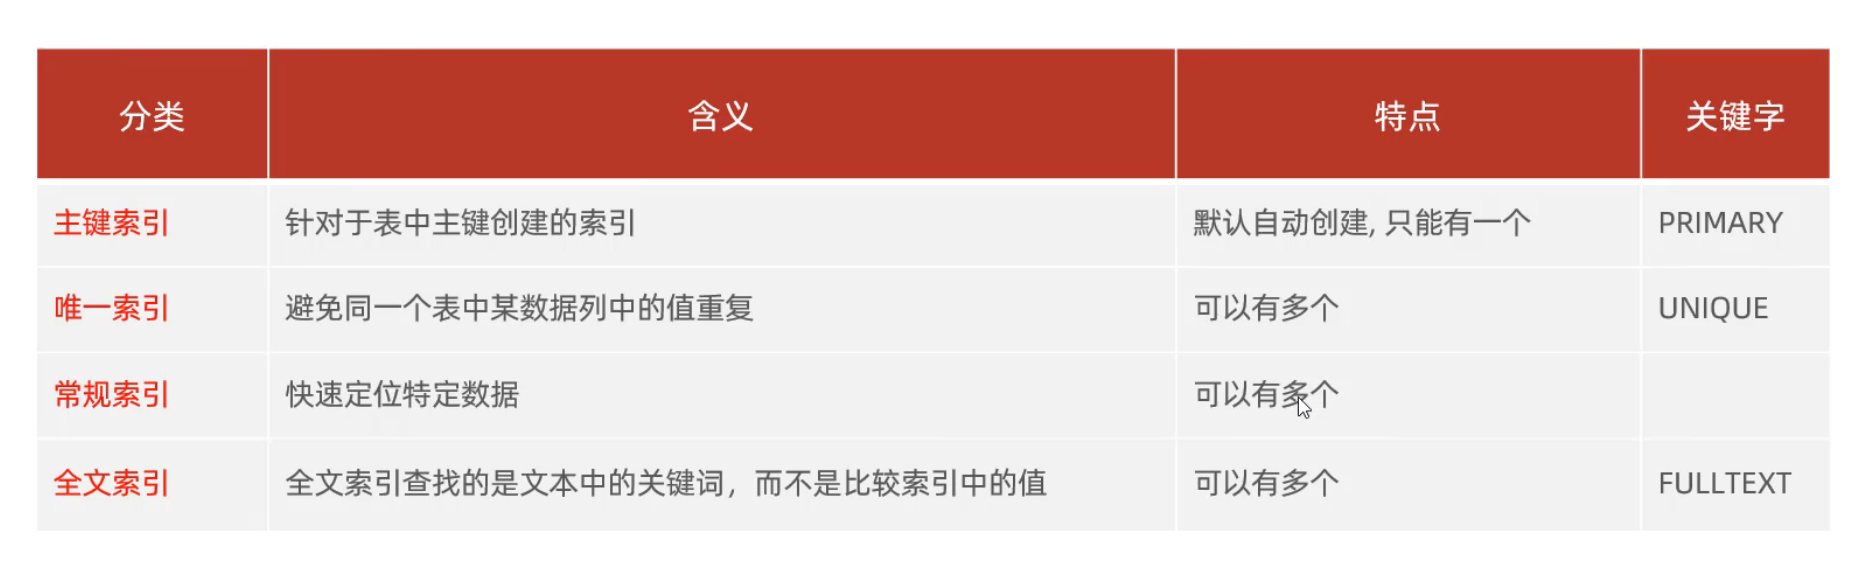 分类 含义 特点 关键字
主键索引 针对于表中主键创建的索引 默认自动创建, 只能有一个 PRIMARY
唯一索引 避免同一个表中某数据列中的值重复 可以有多个 UNIQUE
常规索引 快速定位特定数据 可以有多个
全文索引 全文索引查找的是文本中的关键词，而不是比较索引中的值 可以有多个 FULLTEXT